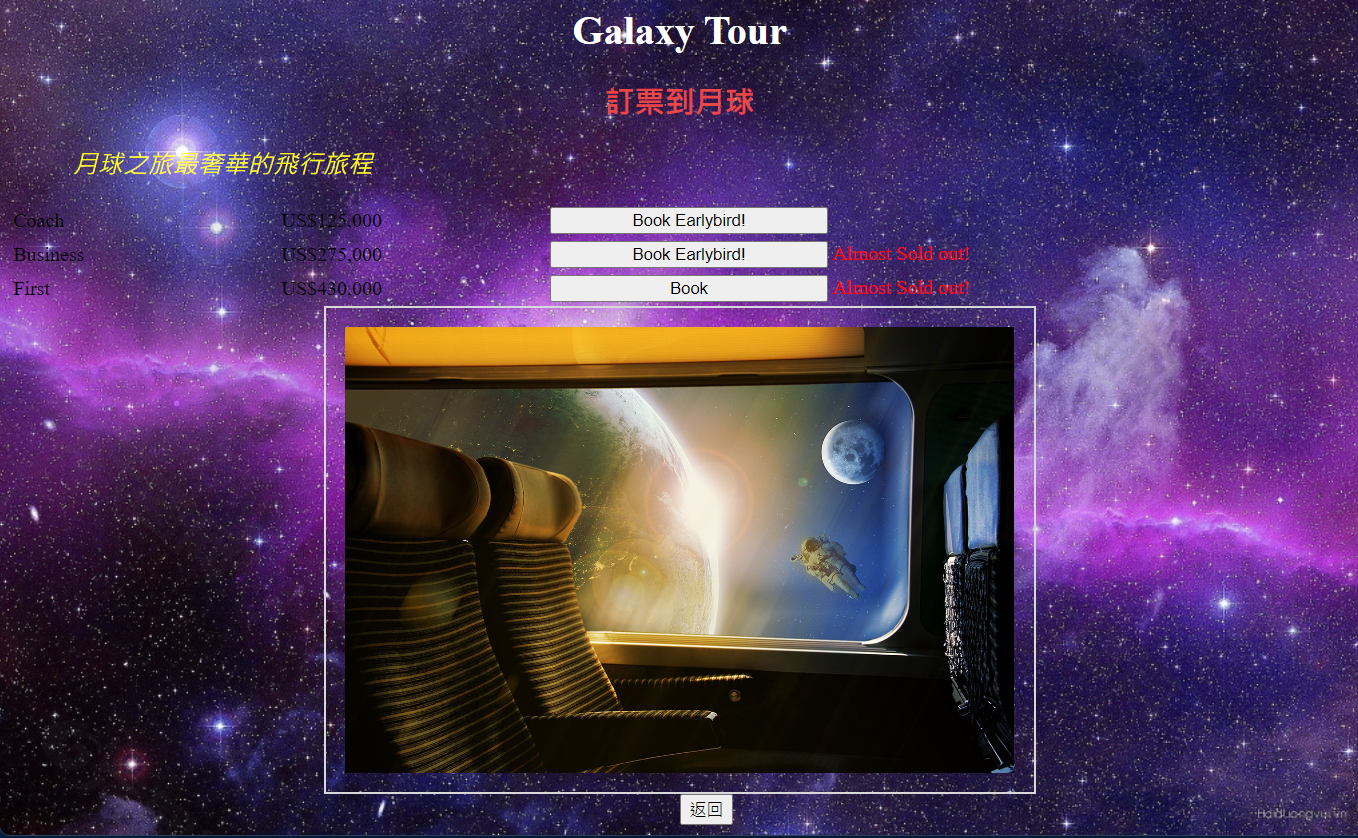 Galaxy Tour
訂票到月球
月球之旅最奢華的飛行旅程
Coach US$125,000 Book Earlybird!
Business US$275,000 Book Earlybird! Almost Sold out!
First US$430,000 Book Almost Sold out!
返回
Haiduongvui.vn